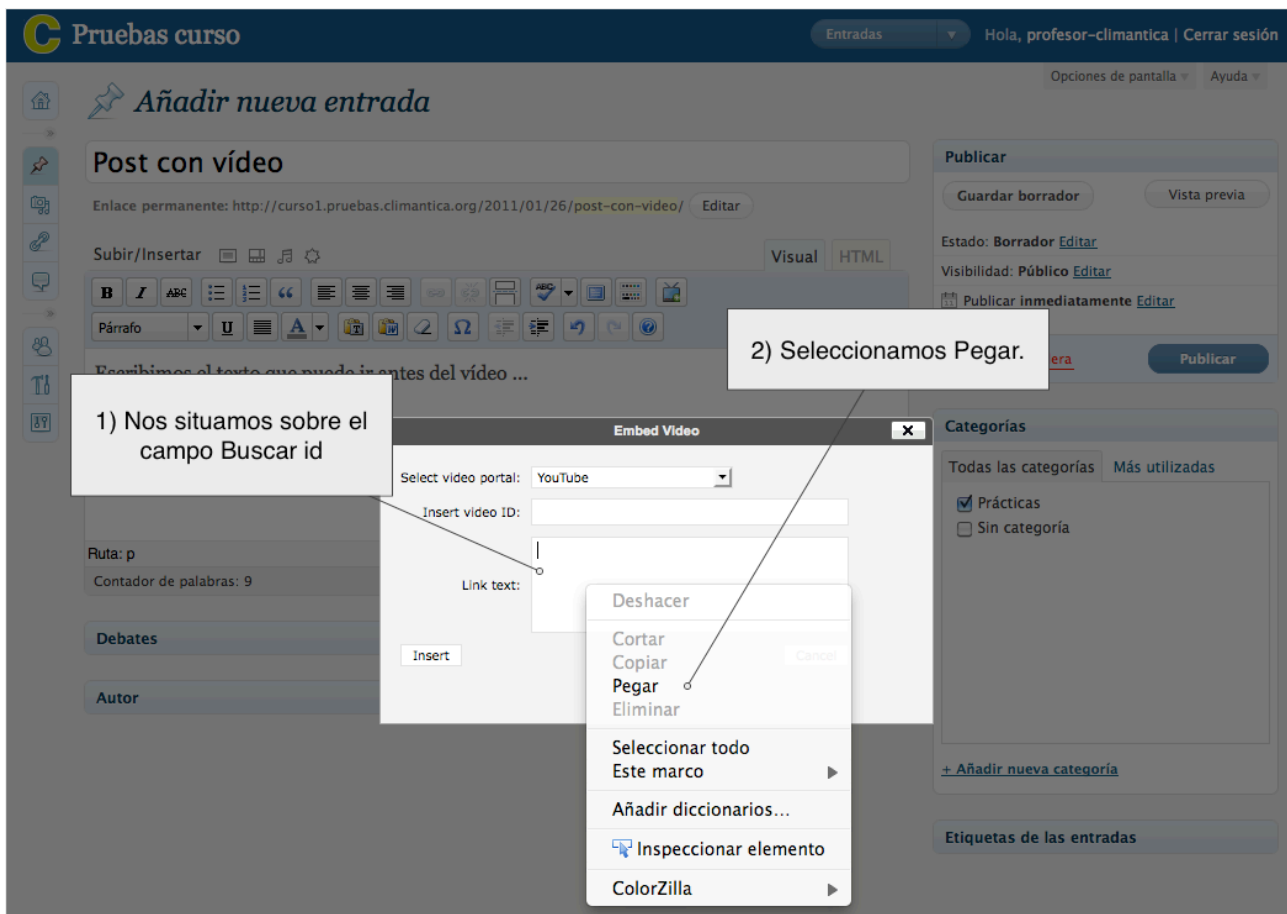 C Pruebas curso
Entradas
Hola, profesor-climantica | Cerrar sesión
Opciones de pantalla
Ayuda
Añadir nueva entrada
Post con vídeo
Enlace permanente: http://curso1.pruebas.climantica.org/2011/01/26/post-con-video/ Editar
Subir/Insertar
Visual
HTML
B I ABC ABC
Párrafo U A T W Ω
Escribimos el texto que puede ir antes del vídeo ...
1) Nos situamos sobre el
campo Buscar id
2) Seleccionamos Pegar.
Embed Video
Select video portal: YouTube
Insert video ID:
Link text:
Insert
Cancel
Deshacer
Cortar
Copiar
Pegar
Eliminar
Seleccionar todo
Este marco
Añadir diccionarios...
Inspeccionar elemento
ColorZilla
Ruta: p
Contador de palabras: 9
Debates
Autor
Publicar
Guardar borrador
Vista previa
Estado: Borrador Editar
Visibilidad: Público Editar
Publicar inmediatamente Editar
Publicar
Categorías
Todas las categorías
Más utilizadas
Prácticas
Sin categoría
+ Añadir nueva categoría
Etiquetas de las entradas